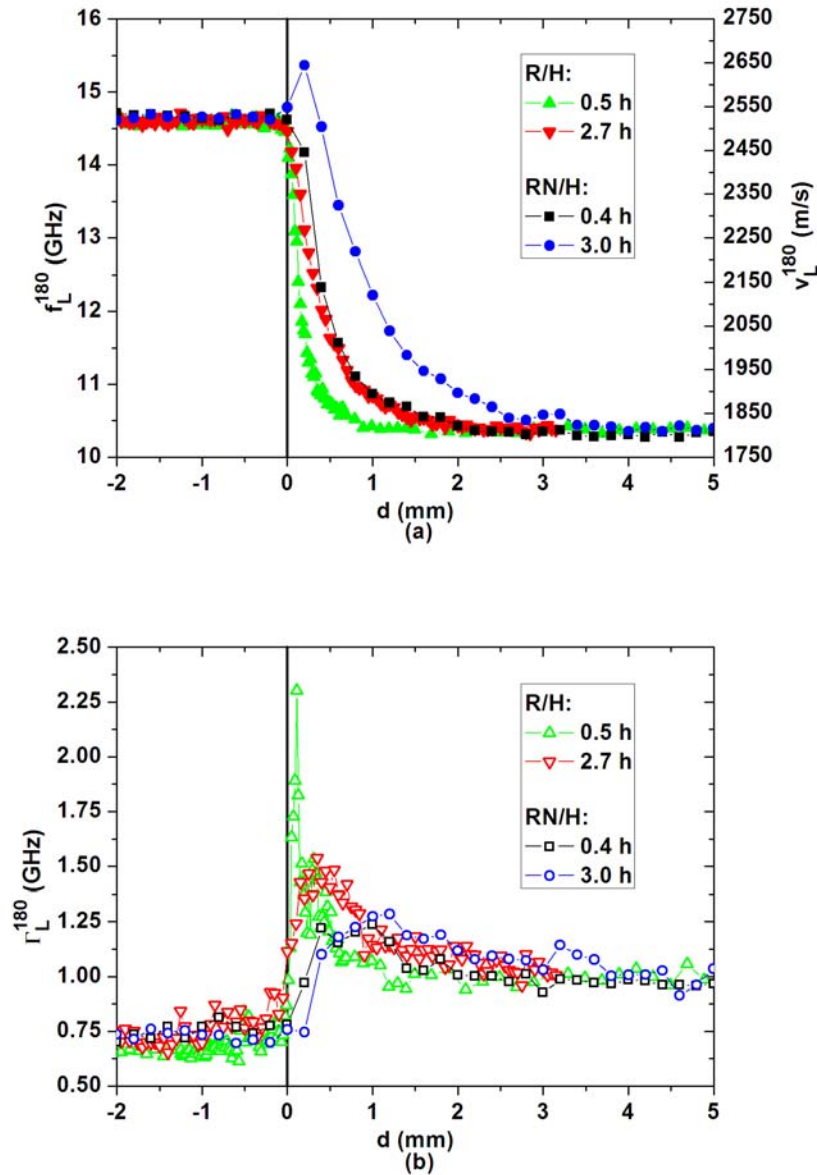 16
15
14
13
12
11
10
f_L^180 (GHz)
2750
2650
2550
2450
2350
2250
2150
2050
1950
1850
1750
v_L^180 (m/s)
R/H:
0.5 h
2.7 h
RN/H:
0.4 h
3.0 h
-2 -1 0 1 2 3 4 5
d (mm)
(a)
2.50
2.25
2.00
1.75
1.50
1.25
1.00
0.75
0.50
Γ_L^180 (GHz)
R/H:
0.5 h
2.7 h
RN/H:
0.4 h
3.0 h
-2 -1 0 1 2 3 4 5
d (mm)
(b)